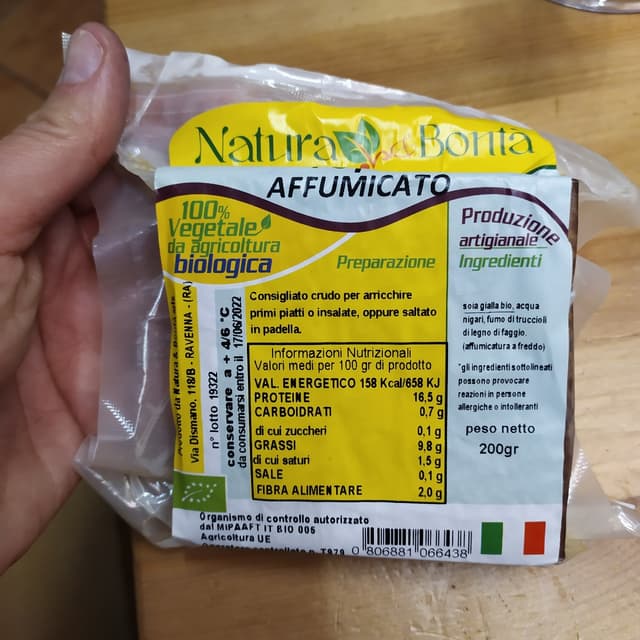 Natura & Bontà
AFFUMICATO
100%
Vegetale
da agricoltura
biologica
Preparazione
Consigliato crudo per arricchire
primi piatti o insalate, oppure saltato
in padella.
Informazioni Nutrizionali
Valori medi per 100 gr di prodotto
VAL. ENERGETICO 158 Kcal/658 KJ
PROTEINE 16,5 g
CARBOIDRATI 0,7 g
di cui zuccheri 0,1 g
GRASSI 9,8 g
di cui saturi 1,5 g
SALE 0,1 g
FIBRA ALIMENTARE 2,0 g
Produzione
artigianale
Ingredienti
soia gialla bio, acqua
nigari, fumo di truccioli
di legno di faggio.
(affumicatura a freddo)
*gli ingredienti sottolineati
possono provocare
reazioni in persone
allergiche o intolleranti
peso netto
200gr
Via Dismano, 118/B - RAVENNA - (RA)
n° lotto 19322
conservare a + 4/6 °C
da consumarsi entro il 17/06/2022
Organismo di controllo autorizzato
dal MIPAAFT IT BIO 005
Agricoltura UE
0 806881 066438